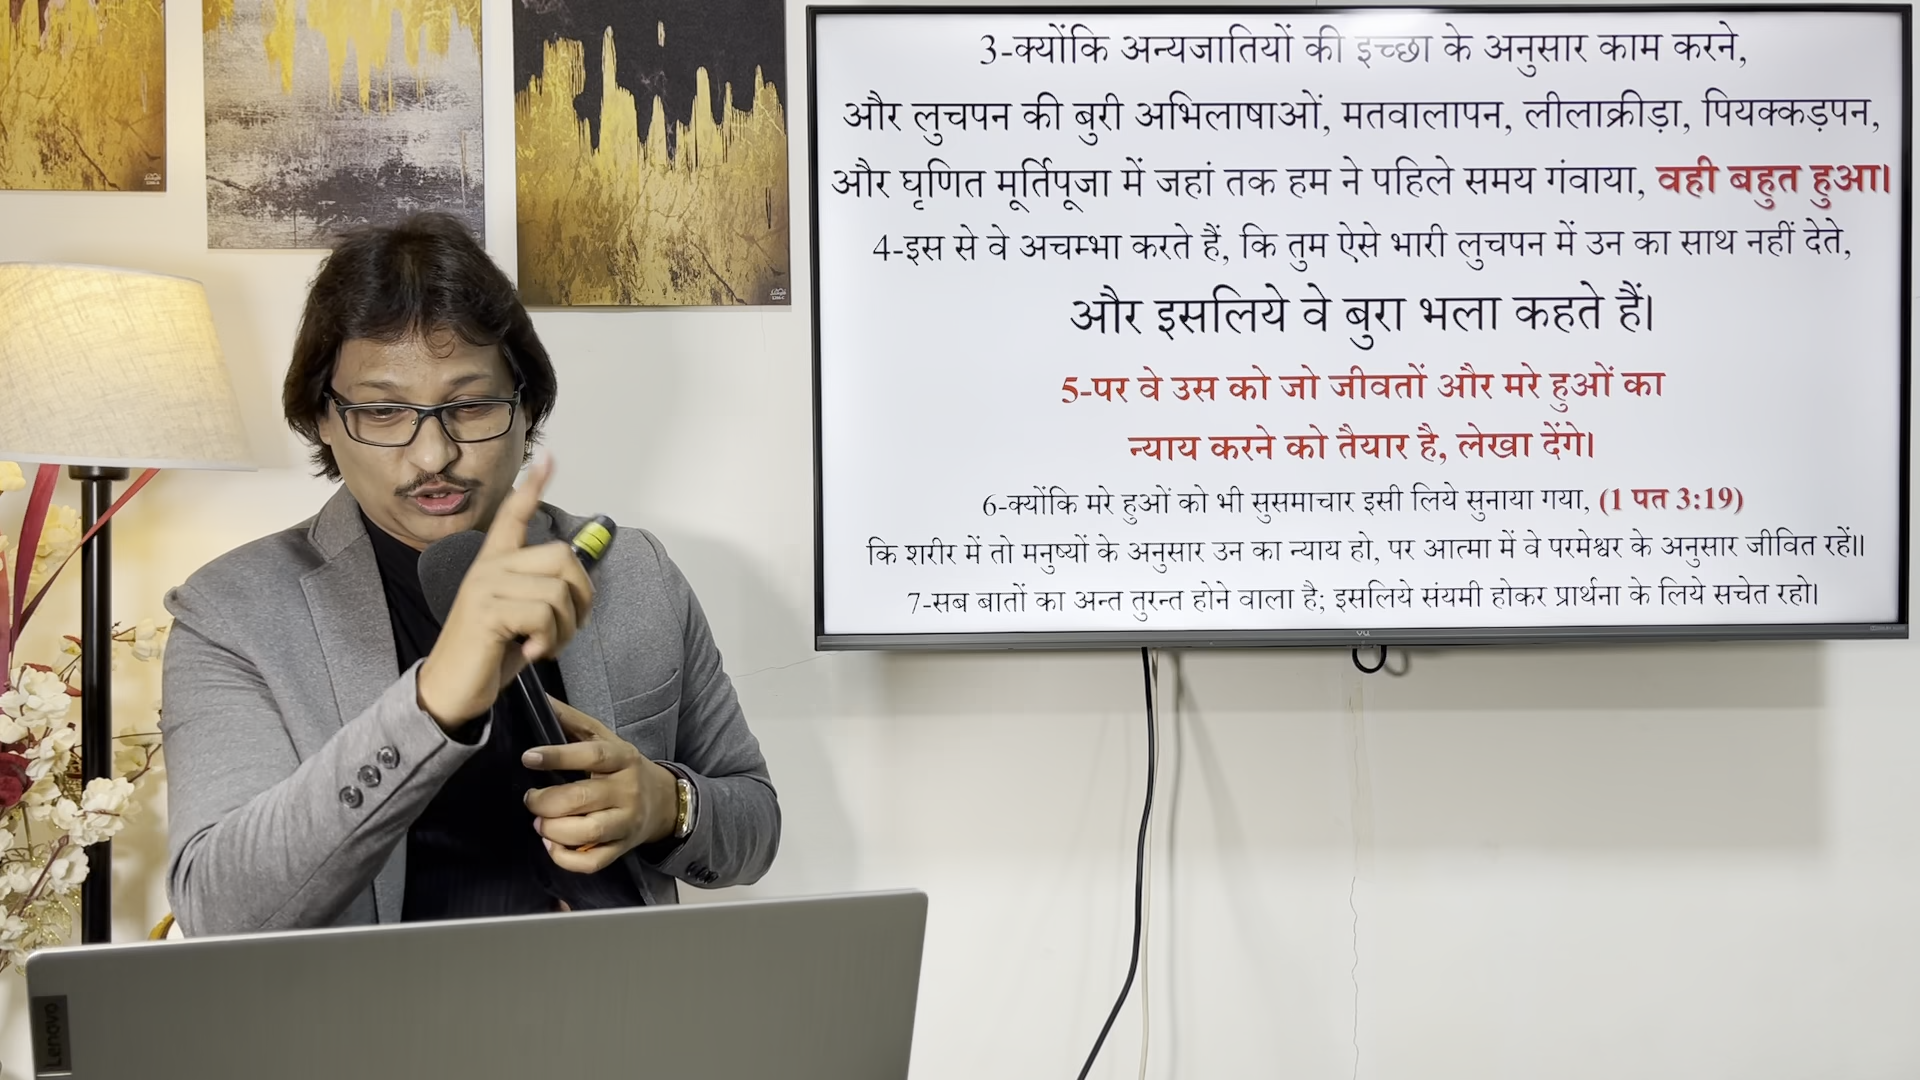 3-क्योंकि अन्यजातियों की इच्छा के अनुसार काम करने,
और लुचपन की बुरी अभिलाषाओं, मतवालापन, लीलाक्रीड़ा, पियक्कड़पन,
और घृणित मूर्तिपूजा में जहां तक हम ने पहिले समय गंवाया, वही बहुत हुआ।
4-इस से वे अचम्भा करते हैं, कि तुम ऐसे भारी लुचपन में उन का साथ नहीं देते,
और इसलिये वे बुरा भला कहते हैं।
5-पर वे उस को जो जीवतों और मरे हुओं का
न्याय करने को तैयार है, लेखा देंगे।
6-क्योंकि मरे हुओं को भी सुसमाचार इसी लिये सुनाया गया, (1 पत 3:19)
कि शरीर में तो मनुष्यों के अनुसार उन का न्याय हो, पर आत्मा में वे परमेश्वर के अनुसार जीवित रहें॥
7-सब बातों का अन्त तुरन्त होने वाला है; इसलिये संयमी होकर प्रार्थना के लिये सचेत रहो।
vu
Lenovo